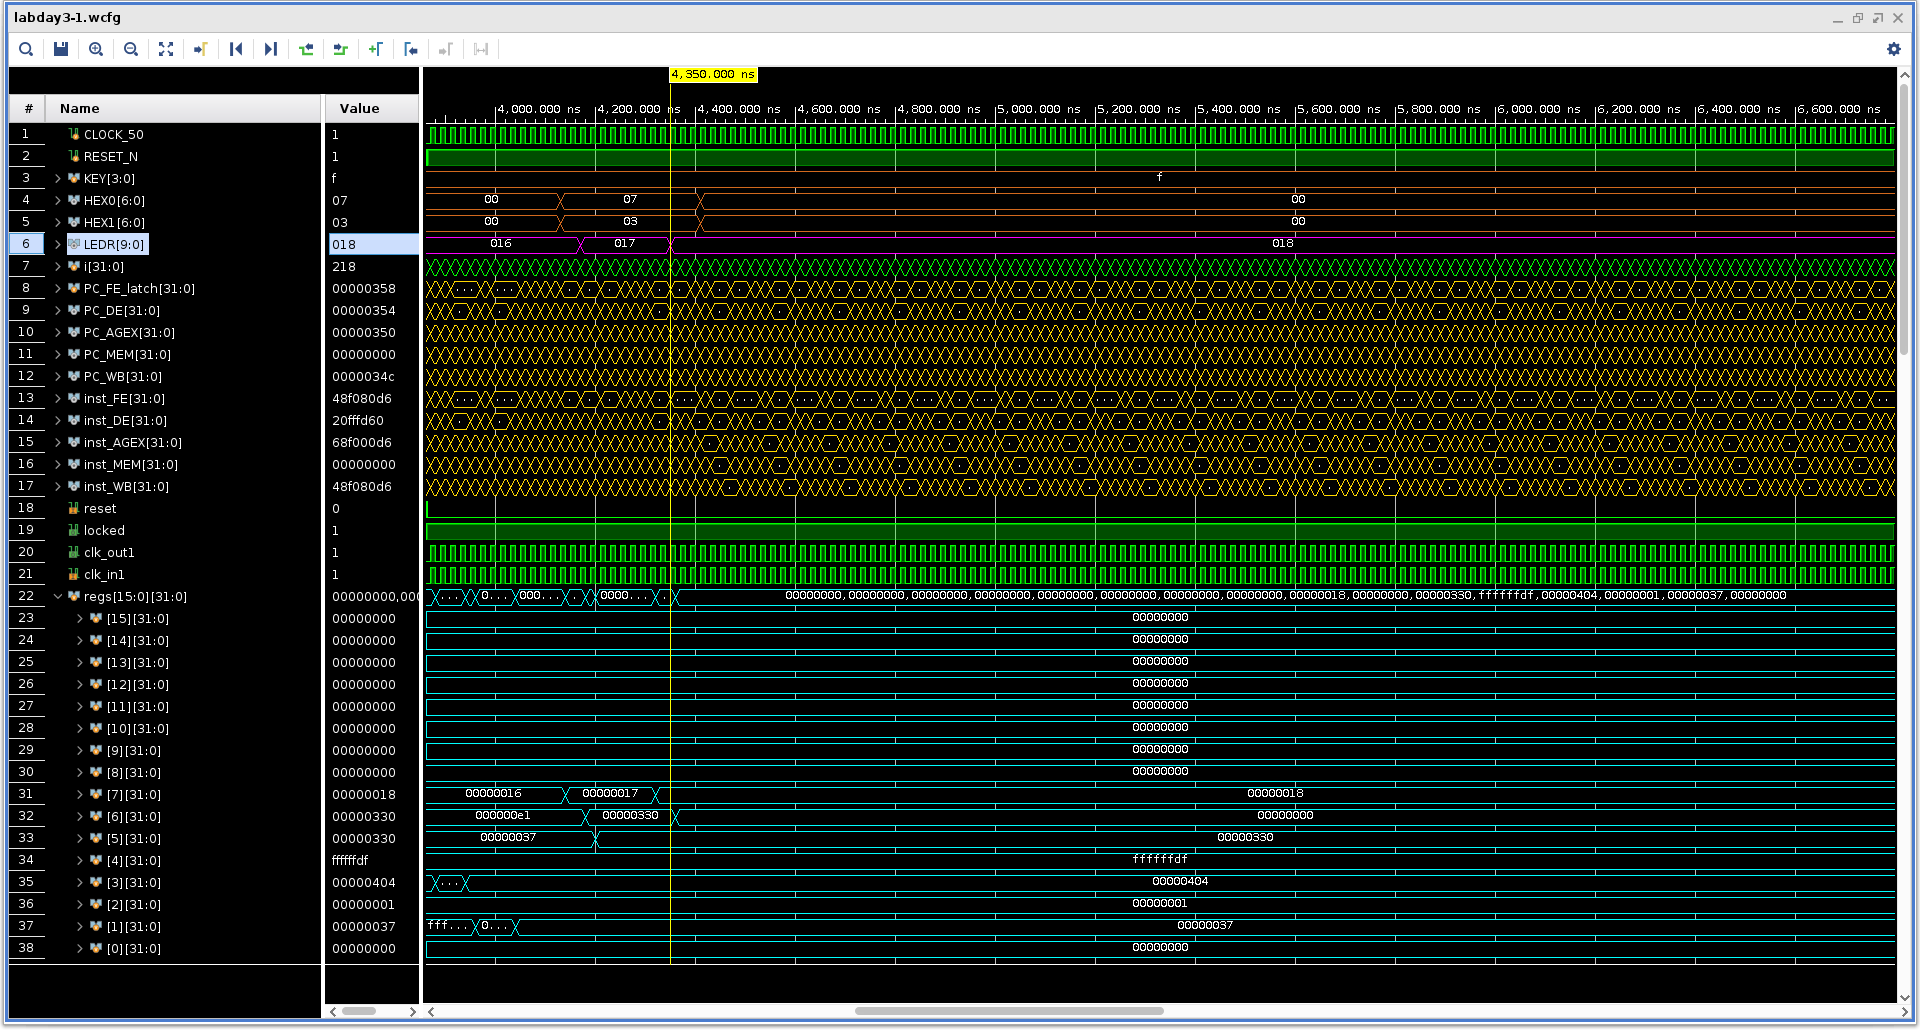 labday3-1.wcfg
4,350.000 ns
# Name Value
4,000.000 ns 4,200.000 ns 4,400.000 ns 4,600.000 ns 4,800.000 ns 5,000.000 ns 5,200.000 ns 5,400.000 ns 5,600.000 ns 5,800.000 ns 6,000.000 ns 6,200.000 ns 6,400.000 ns 6,600.000 ns
1 CLOCK_50 1
2 RESET_N 1
3 KEY[3:0] f f
4 HEX0[6:0] 07 00 07 00
5 HEX1[6:0] 03 00 03 00
6 LEDR[9:0] 018 016 017 018
7 i[31:0] 218
8 PC_FE_latch[31:0] 00000358
9 PC_DE[31:0] 00000354
10 PC_AGEX[31:0] 00000350
11 PC_MEM[31:0] 00000000
12 PC_WB[31:0] 0000034c
13 inst_FE[31:0] 48f080d6
14 inst_DE[31:0] 20fffd60
15 inst_AGEX[31:0] 68f000d6
16 inst_MEM[31:0] 00000000
17 inst_WB[31:0] 48f080d6
18 reset 0
19 locked 1
20 clk_out1 1
21 clk_in1 1
22 regs[15:0][31:0] 00000000,000 ... 0... 000... 0000... 00000000,00000000,00000000,00000000,00000000,00000000,00000000,00000000,00000018,00000000,00000330,ffffffdf,00000404,00000001,00000037,00000000
23 [15][31:0] 00000000 00000000
24 [14][31:0] 00000000 00000000
25 [13][31:0] 00000000 00000000
26 [12][31:0] 00000000 00000000
27 [11][31:0] 00000000 00000000
28 [10][31:0] 00000000 00000000
29 [9][31:0] 00000000 00000000
30 [8][31:0] 00000000 00000000
31 [7][31:0] 00000018 00000016 00000017 00000018
32 [6][31:0] 00000330 000000e1 00000330 00000000
33 [5][31:0] 00000330 00000037 00000330
34 [4][31:0] ffffffdf ffffffdf
35 [3][31:0] 00000404 ... 00000404
36 [2][31:0] 00000001 00000001
37 [1][31:0] 00000037 fff... 0... 00000037
38 [0][31:0] 00000000 00000000